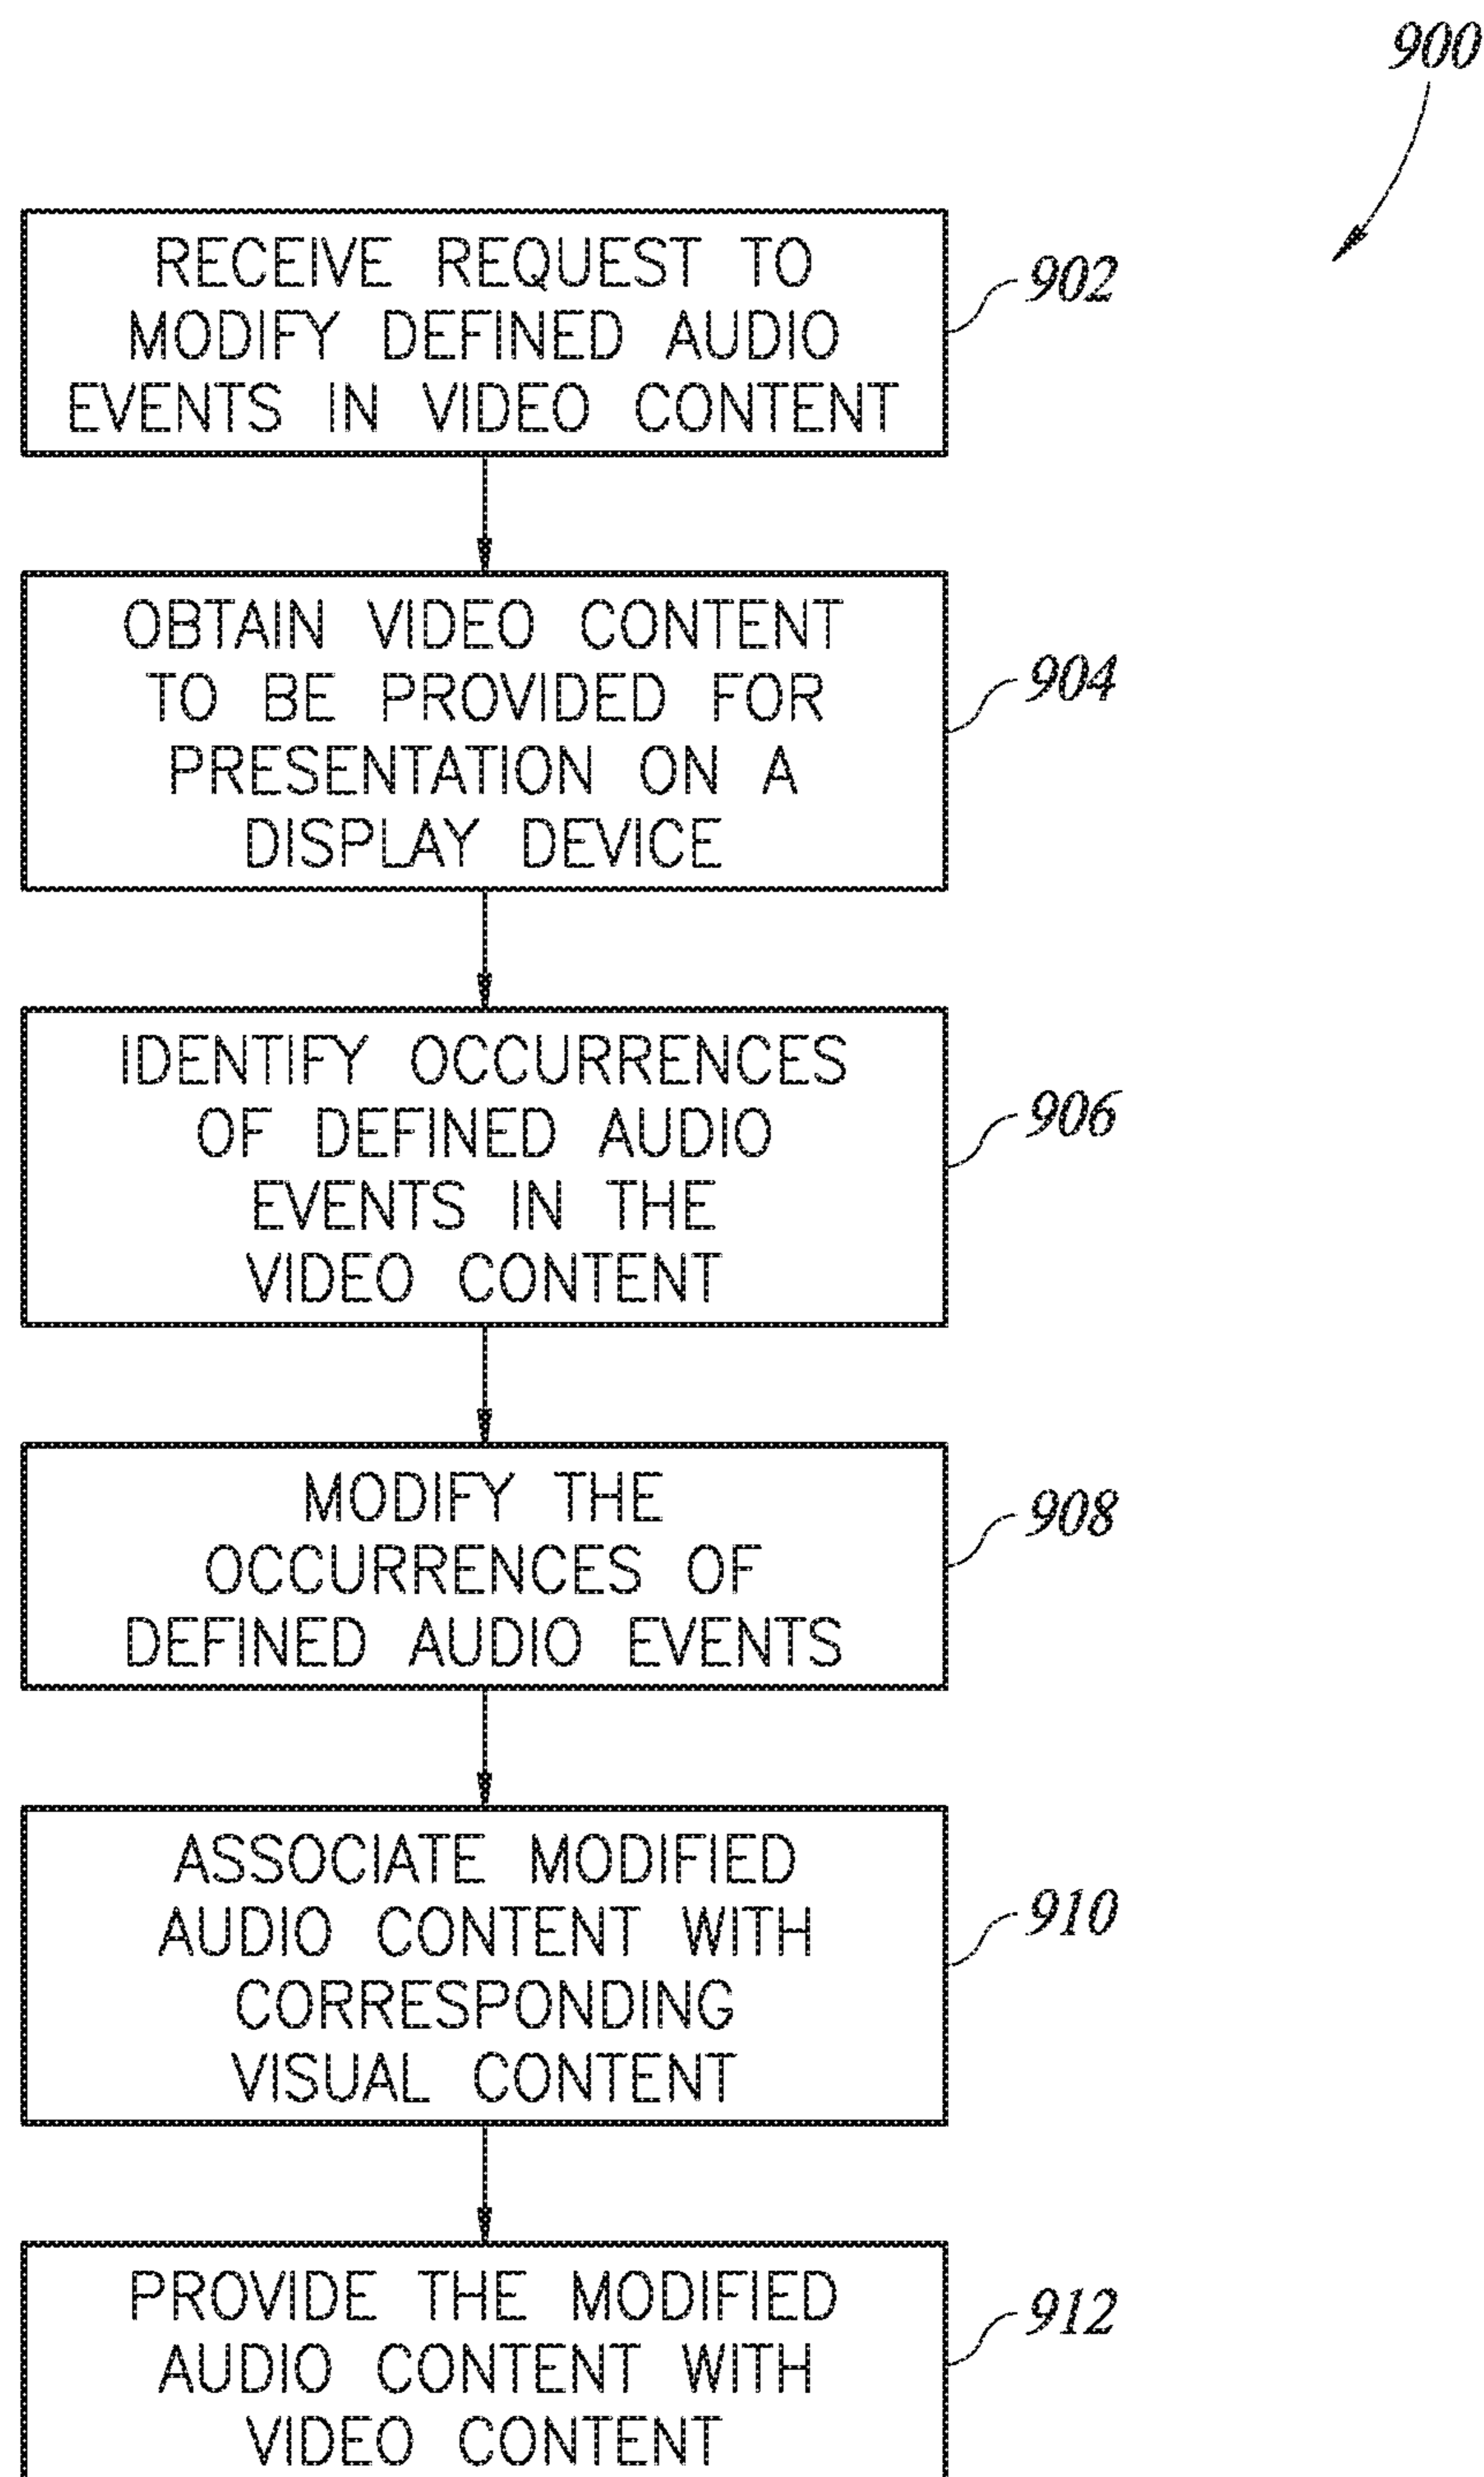 900
RECEIVE REQUEST TO
MODIFY DEFINED AUDIO
EVENTS IN VIDEO CONTENT
902
OBTAIN VIDEO CONTENT
TO BE PROVIDED FOR
PRESENTATION ON A
DISPLAY DEVICE
904
IDENTIFY OCCURRENCES
OF DEFINED AUDIO
EVENTS IN THE
VIDEO CONTENT
906
MODIFY THE
OCCURRENCES OF
DEFINED AUDIO EVENTS
908
ASSOCIATE MODIFIED
AUDIO CONTENT WITH
CORRESPONDING
VISUAL CONTENT
910
PROVIDE THE MODIFIED
AUDIO CONTENT WITH
VIDEO CONTENT
912